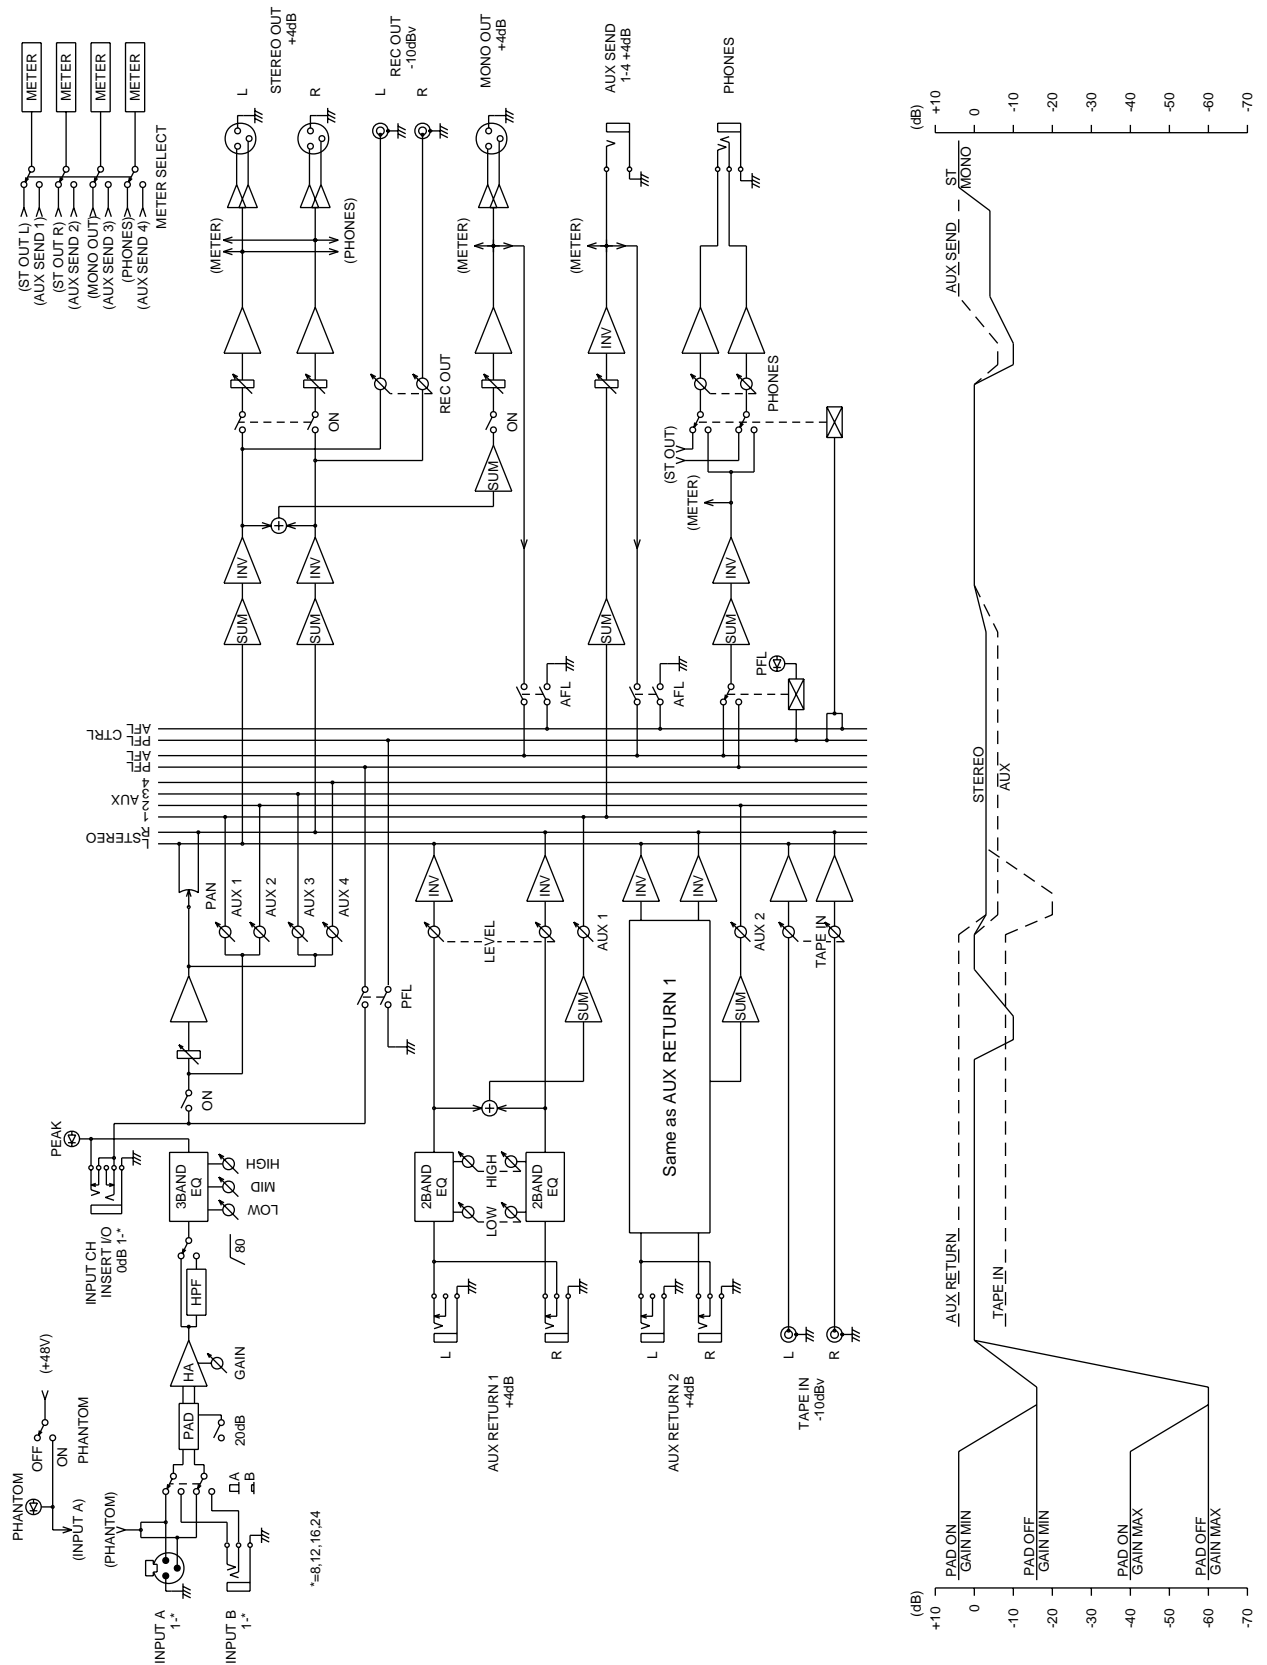 INPUT A
1-*
INPUT B
1-*
*=8,12,16,24
PHANTOM
(INPUT A)
(PHANTOM)
OFF
ON
PHANTOM
(+48V)
A
B
PAD
20dB
HA
GAIN
HPF
80
INPUT CH
INSERT I/O
0dB 1-*
PEAK
3BAND
EQ
LOW
MID
HIGH
ON
PFL
PAN
AUX 1
AUX 2
AUX 3
AUX 4
AUX RETURN 1
+4dB
L
R
2BAND
EQ
2BAND
EQ
LOW
HIGH
LEVEL
INV
INV
SUM
AUX 1
AUX RETURN 2
+4dB
L
R
Same as AUX RETURN 1
INV
INV
SUM
AUX 2
TAPE IN
-10dBv
L
R
TAPE IN
L
R
STEREO
1
2
3
4
AUX
PFL
AFL
PFL
AFL
CTRL
SUM
INV
SUM
INV
ON
(METER)
(PHONES)
L
R
STEREO OUT
+4dB
REC OUT
L
R
REC OUT
-10dBv
SUM
ON
(METER)
MONO OUT
+4dB
AFL
SUM
INV
(METER)
AUX SEND
1-4 +4dB
AFL
PFL
SUM
INV
(METER)
(ST OUT)
PHONES
PHONES
(ST OUT L)
(AUX SEND 1)
(ST OUT R)
(AUX SEND 2)
(MONO OUT)
(AUX SEND 3)
(PHONES)
(AUX SEND 4)
METER SELECT
METER
METER
METER
METER
(dB)
+10
0
-10
-20
-30
-40
-50
-60
-70
PAD ON
GAIN MIN
PAD OFF
GAIN MIN
PAD ON
GAIN MAX
PAD OFF
GAIN MAX
AUX RETURN
TAPE IN
STEREO
AUX
AUX SEND
ST
MONO
(dB)
+10
0
-10
-20
-30
-40
-50
-60
-70